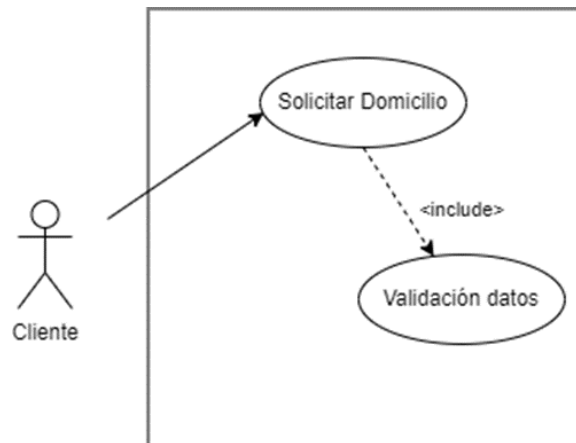 Solicitar Domicilio
<include>
Validación datos
Cliente